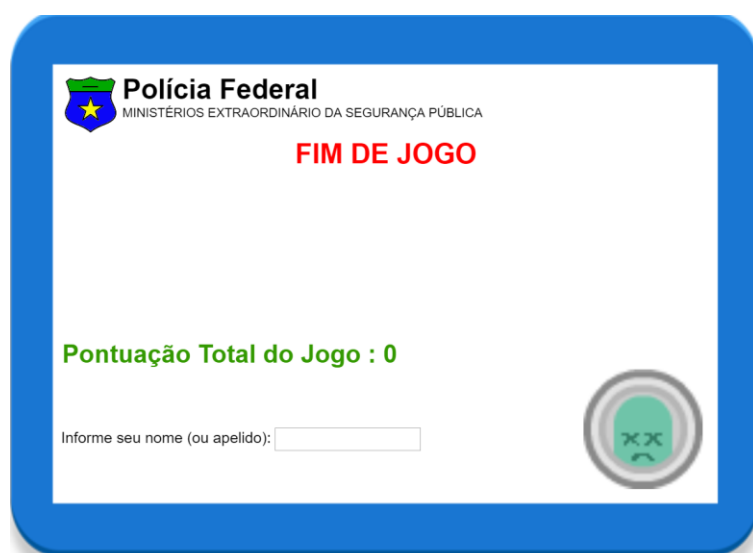 Polícia Federal
MINISTÉRIOS EXTRAORDINÁRIO DA SEGURANÇA PÚBLICA
FIM DE JOGO
Pontuação Total do Jogo : 0
Informe seu nome (ou apelido):